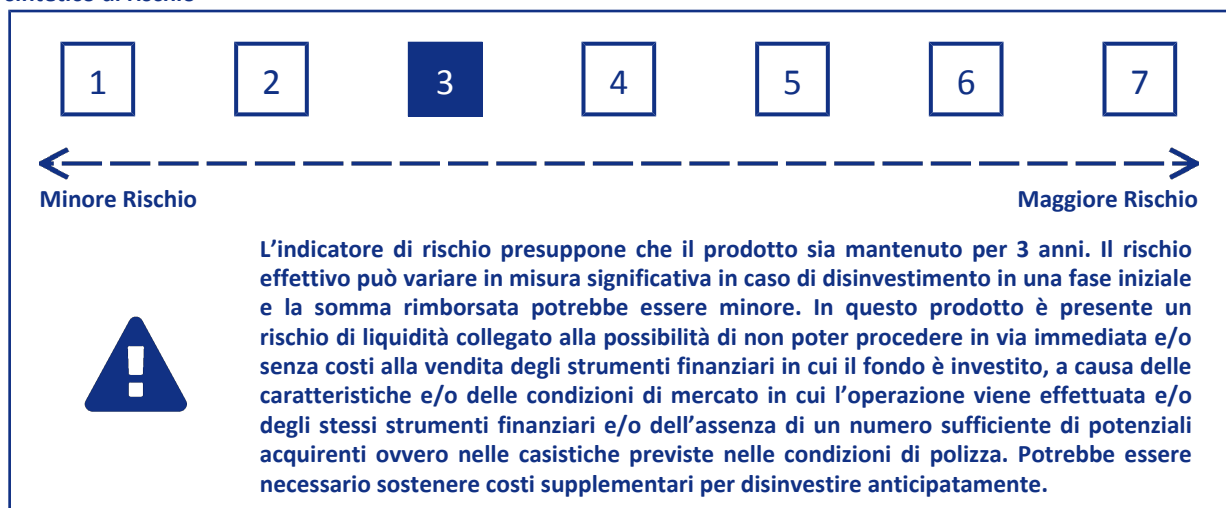 sintetico di rischio
1 2 3 4 5 6 7
Minore Rischio Maggiore Rischio
L'indicatore di rischio presuppone che il prodotto sia mantenuto per 3 anni. Il rischio
effettivo può variare in misura significativa in caso di disinvestimento in una fase iniziale
e la somma rimborsata potrebbe essere minore. In questo prodotto è presente un
rischio di liquidità collegato alla possibilità di non poter procedere in via immediata e/o
senza costi alla vendita degli strumenti finanziari in cui il fondo è investito, a causa delle
caratteristiche e/o delle condizioni di mercato in cui l'operazione viene effettuata e/o
degli stessi strumenti finanziari e/o dell'assenza di un numero sufficiente di potenziali
acquirenti ovvero nelle casistiche previste nelle condizioni di polizza. Potrebbe essere
necessario sostenere costi supplementari per disinvestire anticipatamente.